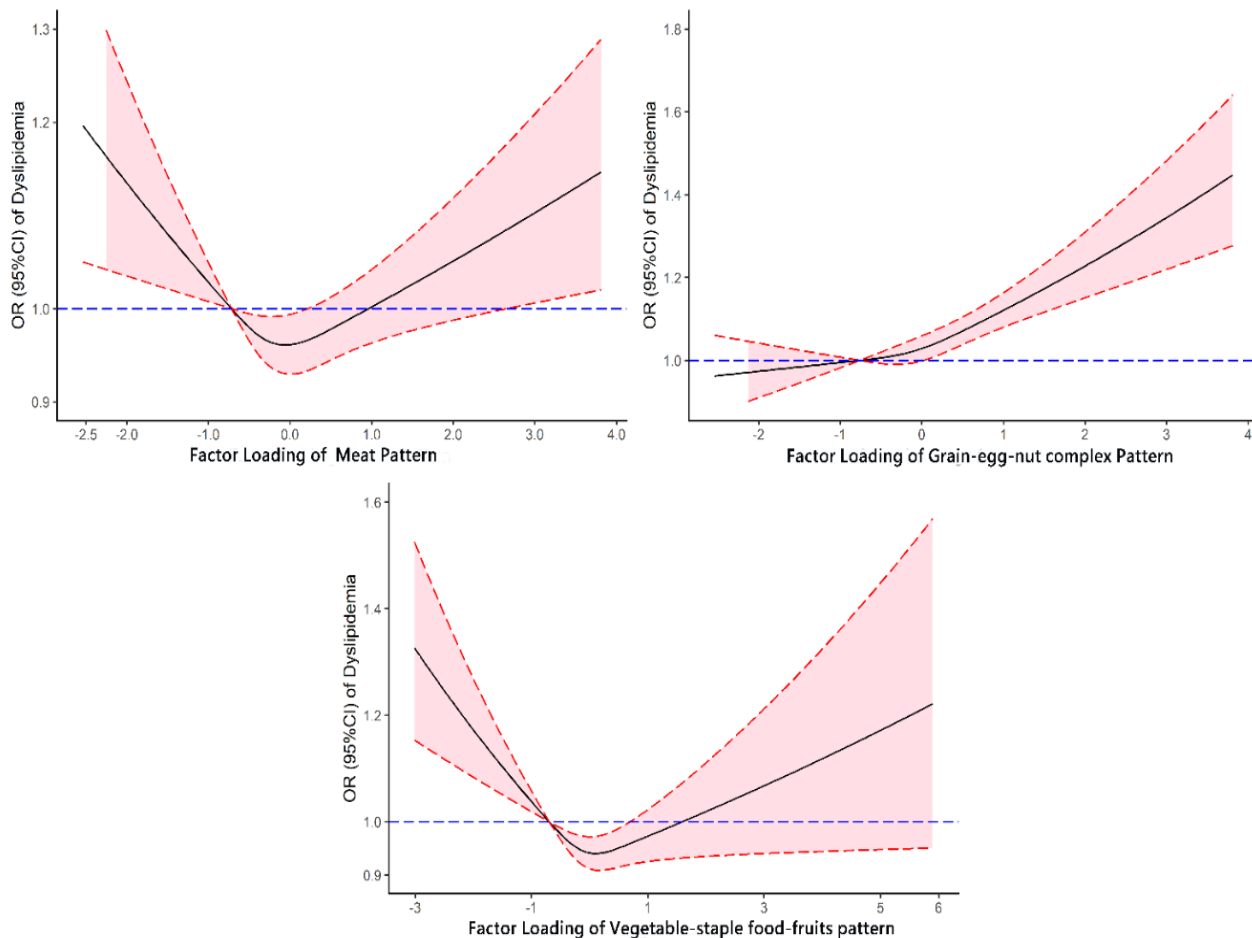 OR (95%CI) of Dyslipidemia
1.3
1.2
1.0
0.9
-2.5 -2.0 -1.0 0.0 1.0 2.0 3.0 4.0
Factor Loading of Meat Pattern
OR (95%CI) of Dyslipidemia
1.8
1.6
1.4
1.2
1.0
-2 -1 0 1 2 3 4
Factor Loading of Grain-egg-nut complex Pattern
OR (95%CI) of Dyslipidemia
1.6
1.4
1.2
1.0
0.9
-3 -1 1 3 5 6
Factor Loading of Vegetable-staple food-fruits pattern